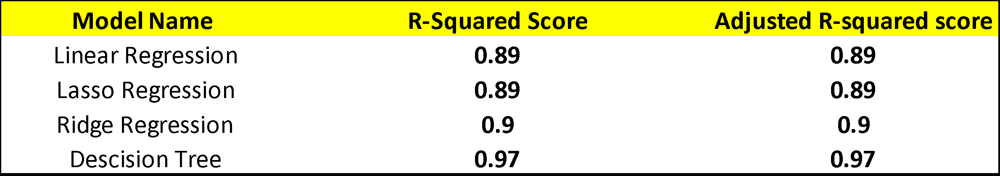 Model Name R-Squared Score Adjusted R-squared score
Linear Regression 0.89 0.89
Lasso Regression 0.89 0.89
Ridge Regression 0.9 0.9
Descision Tree 0.97 0.97